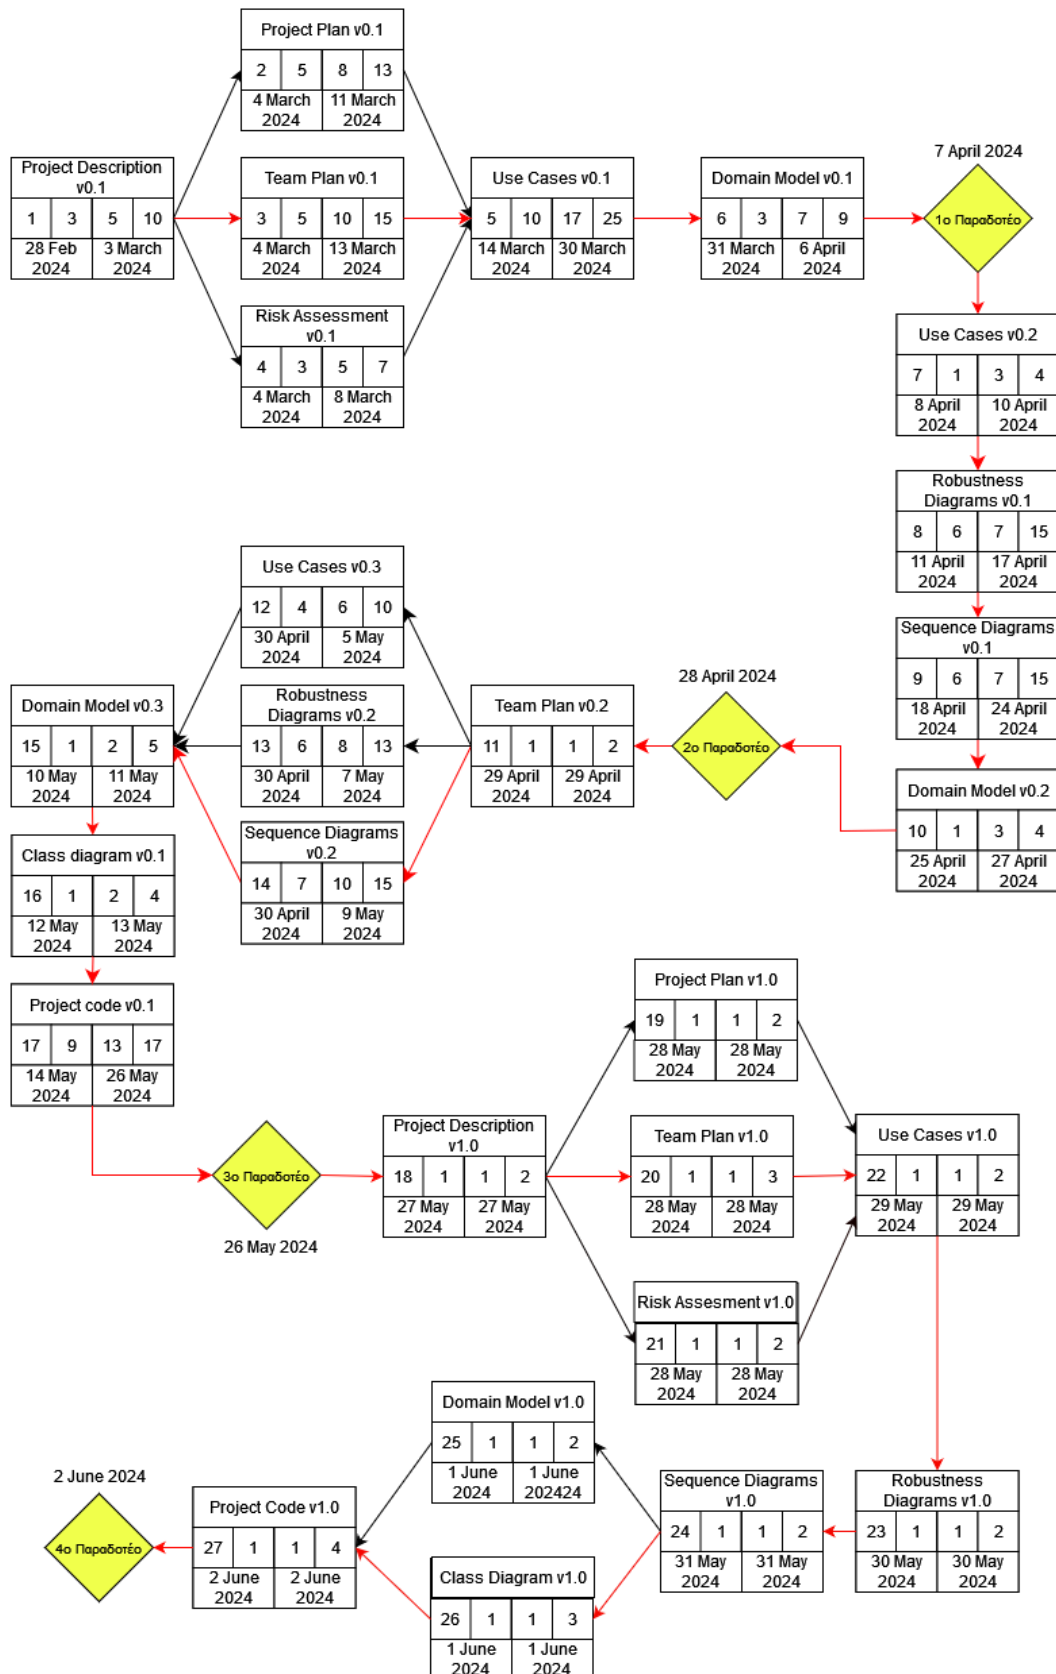 Project Plan v0.1
2 5 8 13
4 March 11 March
2024 2024
Project Description
v0.1
1 3 5 10
28 Feb 3 March
2024 2024
Team Plan v0.1
3 5 10 15
4 March 13 March
2024 2024
Risk Assessment
v0.1
4 3 5 7
4 March 8 March
2024 2024
Use Cases v0.1
5 10 17 25
14 March 30 March
2024 2024
Domain Model v0.1
6 3 7 9
31 March 6 April
2024 2024
7 April 2024
1ο Παραδοτέο
Use Cases v0.2
7 1 3 4
8 April 10 April
2024 2024
Robustness
Diagrams v0.1
8 6 7 15
11 April 17 April
2024 2024
Sequence Diagrams
v0.1
9 6 7 15
18 April 24 April
2024 2024
Domain Model v0.2
10 1 3 4
25 April 27 April
2024 2024
28 April 2024
2ο Παραδοτέο
Team Plan v0.2
11 1 1 2
29 April 29 April
2024 2024
Use Cases v0.3
12 4 6 10
30 April 5 May
2024 2024
Robustness
Diagrams v0.2
13 6 8 13
30 April 7 May
2024 2024
Sequence Diagrams
v0.2
14 7 10 15
30 April 9 May
2024 2024
Domain Model v0.3
15 1 2 5
10 May 11 May
2024 2024
Class diagram v0.1
16 1 2 4
12 May 13 May
2024 2024
Project code v0.1
17 9 13 17
14 May 26 May
2024 2024
3ο Παραδοτέο
26 May 2024
Project Description
v1.0
18 1 1 2
27 May 27 May
2024 2024
Project Plan v1.0
19 1 1 2
28 May 28 May
2024 2024
Team Plan v1.0
20 1 1 3
28 May 28 May
2024 2024
Risk Assesment v1.0
21 1 1 2
28 May 28 May
2024 2024
Use Cases v1.0
22 1 1 2
29 May 29 May
2024 2024
Robustness
Diagrams v1.0
23 1 1 2
30 May 30 May
2024 2024
Sequence Diagrams
v1.0
24 1 1 2
31 May 31 May
2024 2024
Domain Model v1.0
25 1 1 2
1 June 1 June
2024 202424
Class Diagram v1.0
26 1 1 3
1 June 1 June
2024 2024
Project Code v1.0
27 1 1 4
2 June 2 June
2024 2024
2 June 2024
4ο Παραδοτέο